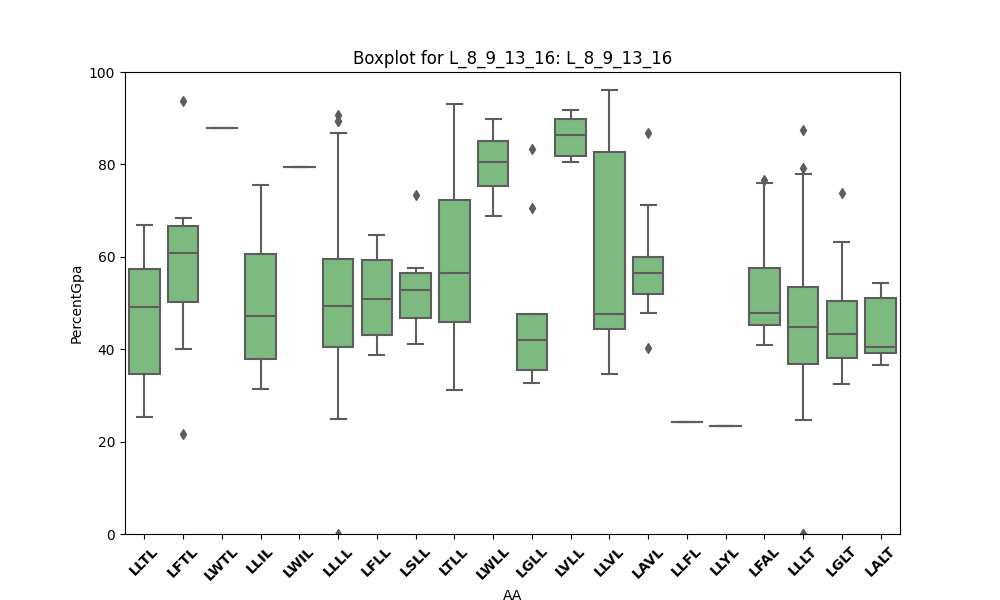 Boxplot for L_8_9_13_16: L_8_9_13_16
100
80
60
40
20
0
PercentGpa
LLTL LFTL LWTL LLIL LWIL LLLL LFLL LSLL LTLL LWLL LGLL LVLL LLVL LAVL LLFL LLYL LFAL LLLT LGLT LALT
AA